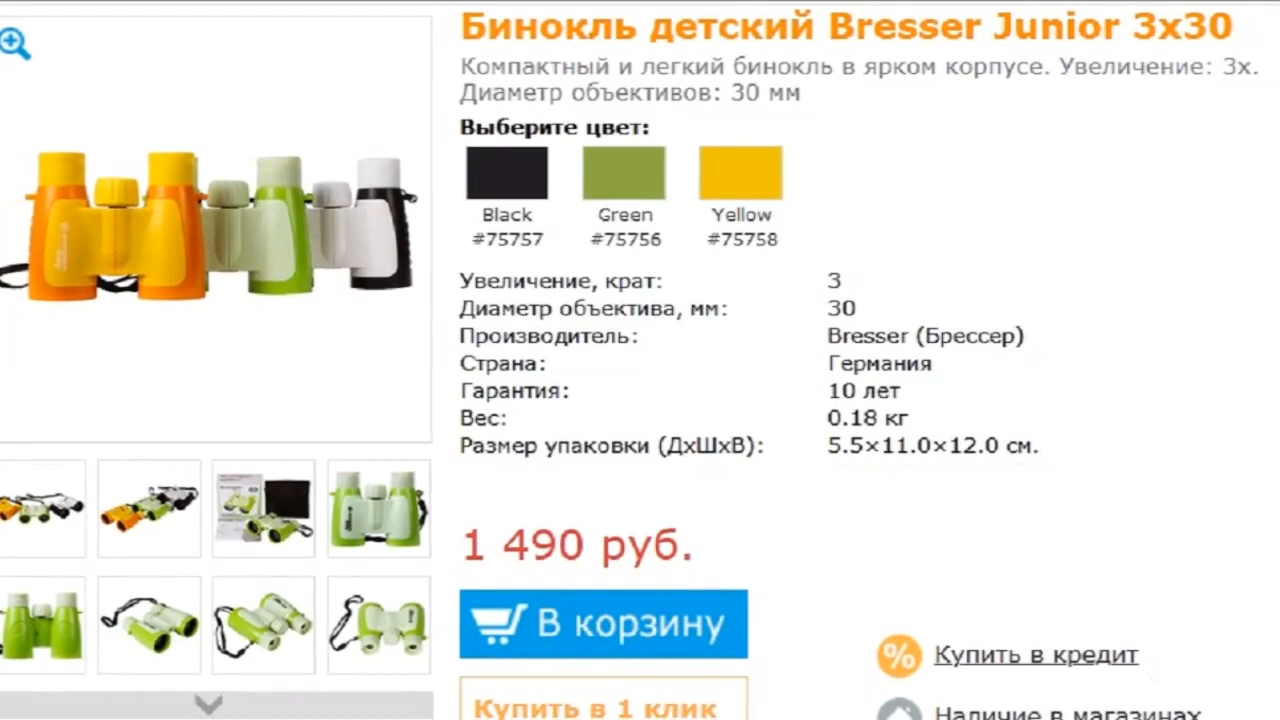 Бинокль детский Bresser Junior 3x30
Компактный и легкий бинокль в ярком корпусе. Увеличение: 3х.
Диаметр объективов: 30 мм
Выберите цвет:
Black Green Yellow
#75757 #75756 #75758
Увеличение, крат: 3
Диаметр объектива, мм: 30
Производитель: Bresser (Брессер)
Страна: Германия
Гарантия: 10 лет
Вес: 0.18 кг
Размер упаковки (ДхШхВ): 5.5×11.0×12.0 см.
1 490 руб.
В корзину
% Купить в кредит
Купить в 1 клик
Наличие в магазинах